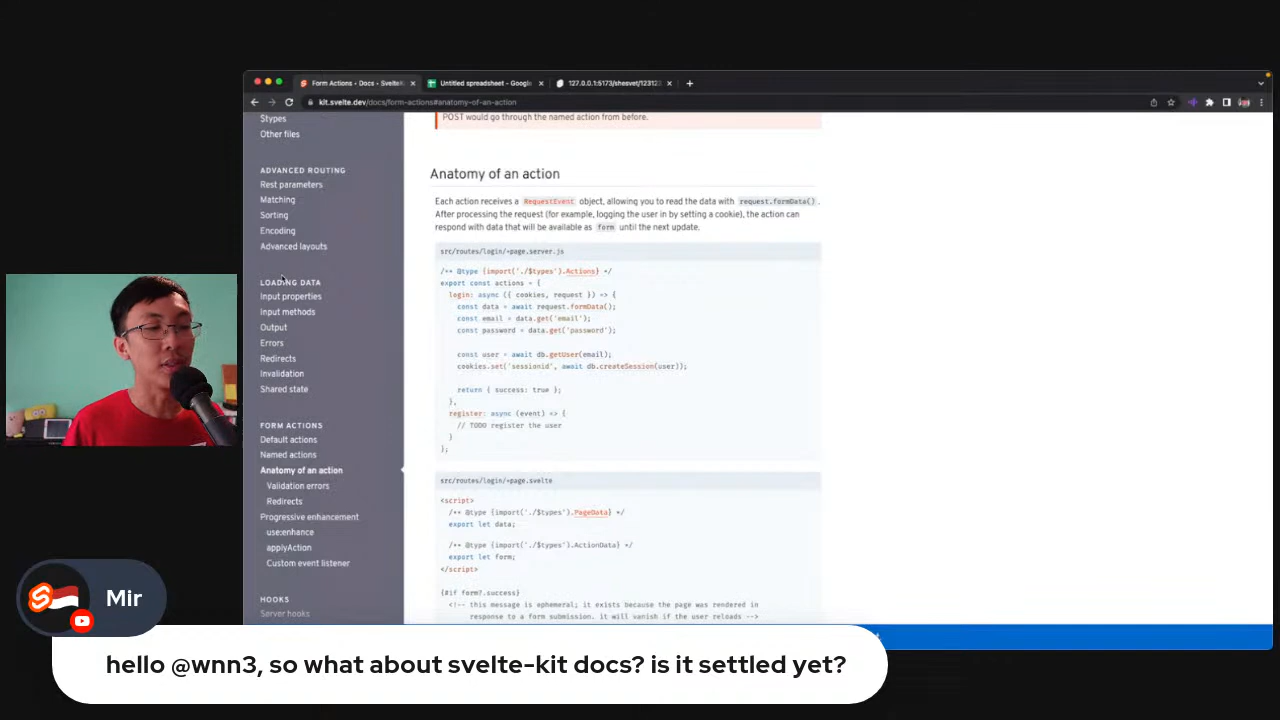 Form Actions • Docs • SvelteK
Untitled spreadsheet - Google
127.0.0.1:5173/shesvet/123123
kit.svelte.dev/docs/form-actions#anatomy-of-an-action
Stypes
Other files
ADVANCED ROUTING
Rest parameters
Matching
Sorting
Encoding
Advanced layouts
LOADING DATA
Input properties
Input methods
Output
Errors
Redirects
Invalidation
Shared state
FORM ACTIONS
Default actions
Named actions
Anatomy of an action
Validation errors
Redirects
Progressive enhancement
use:enhance
applyAction
Custom event listener
HOOKS
Server hooks
POST would go through the named action from before.
Anatomy of an action
Each action receives a RequestEvent object, allowing you to read the data with request.formData().
After processing the request (for example, logging the user in by setting a cookie), the action can
respond with data that will be available as form until the next update.
src/routes/login/+page.server.js
/** @type {import('./$types').Actions} */
export const actions = {
login: async ({ cookies, request }) => {
const data = await request.formData();
const email = data.get('email');
const password = data.get('password');
const user = await db.getUser(email);
cookies.set('sessionid', await db.createSession(user));
return { success: true };
},
register: async (event) => {
// TODO register the user
}
};
src/routes/login/+page.svelte
<script>
/** @type {import('./$types').PageData} */
export let data;
/** @type {import('./$types').ActionData} */
export let form;
</script>
{#if form?.success}
<!-- this message is ephemeral; it exists because the page was rendered in
response to a form submission. it will vanish if the user reloads -->
Mir
hello @wnn3, so what about svelte-kit docs? is it settled yet?